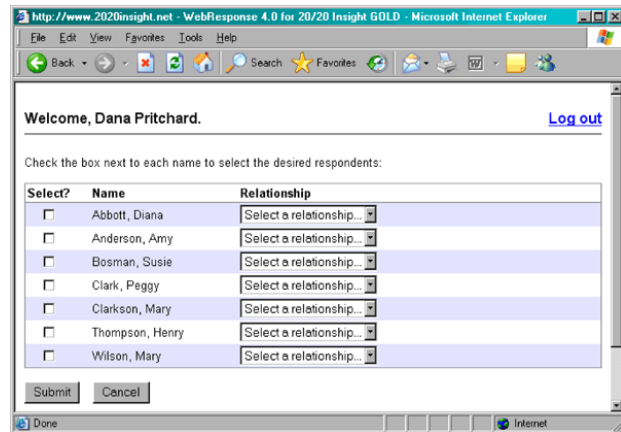 http://www.2020insight.net - WebResponse 4.0 for 20/20 Insight GOLD - Microsoft Internet Explorer
File Edit View Favorites Tools Help
Back Search Favorites W
Welcome, Dana Pritchard. Log out
Check the box next to each name to select the desired respondents:
Select? Name Relationship
Abbott, Diana Select a relationship...
Anderson, Amy Select a relationship...
Bosman, Susie Select a relationship...
Clark, Peggy Select a relationship...
Clarkson, Mary Select a relationship...
Thompson, Henry Select a relationship...
Wilson, Mary Select a relationship...
Submit Cancel
Done Internet